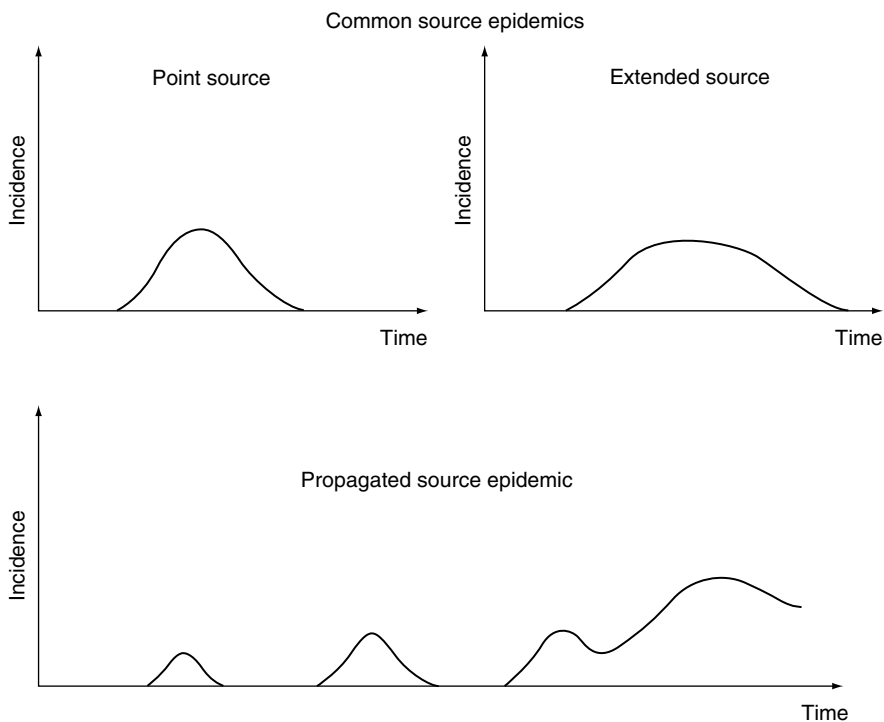 Common source epidemics
Point source
Incidence
Time
Extended source
Incidence
Time
Propagated source epidemic
Incidence
Time